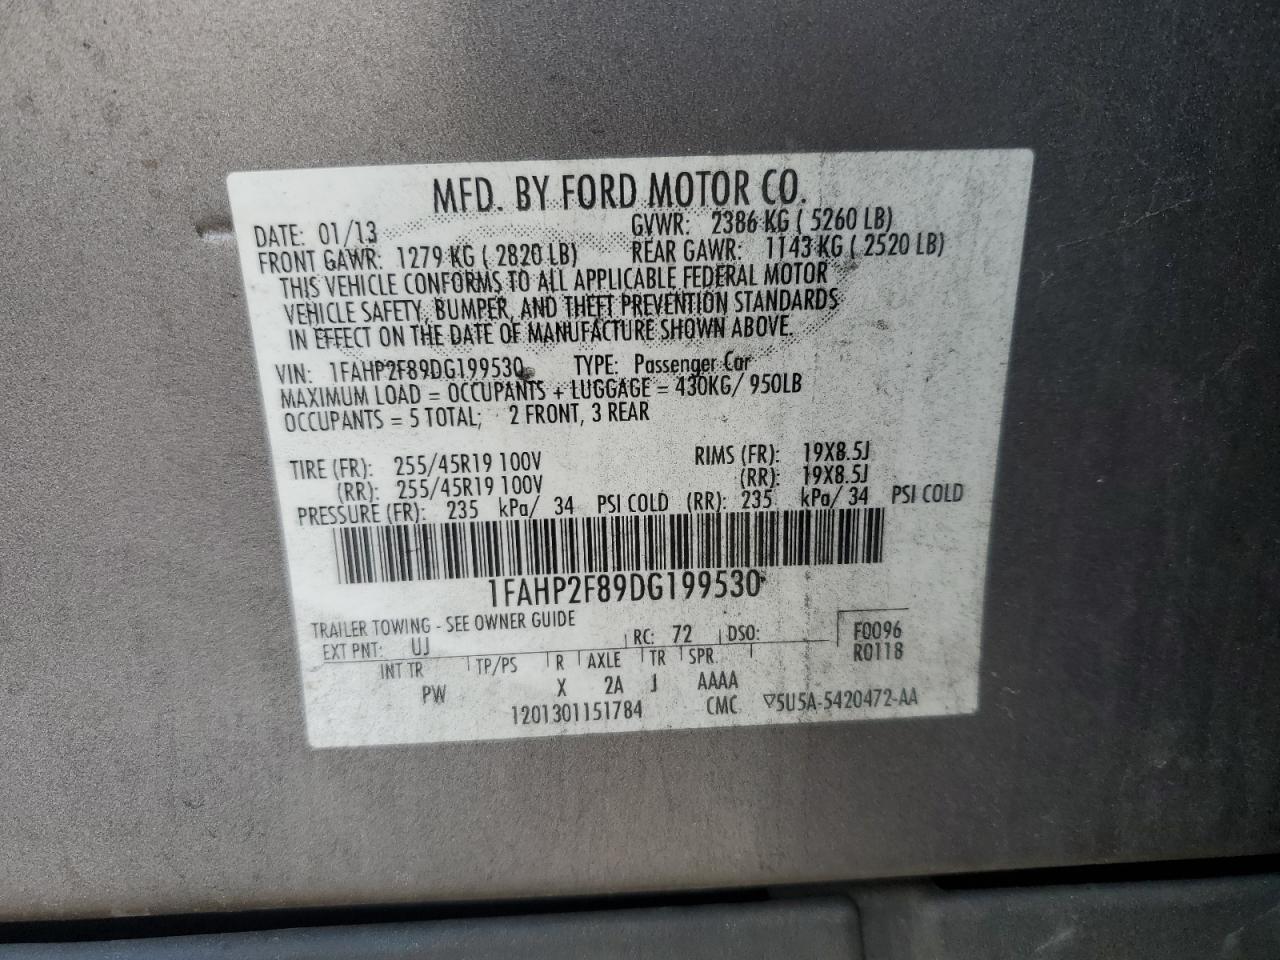 MFD. BY FORD MOTOR CO.
DATE: 01/13 GVWR: 2386 KG ( 5260 LB)
FRONT GAWR: 1279 KG ( 2820 LB) REAR GAWR: 1143 KG ( 2520 LB)
THIS VEHICLE CONFORMS TO ALL APPLICABLE FEDERAL MOTOR
VEHICLE SAFETY, BUMPER, AND THEFT PREVENTION STANDARDS
IN EFFECT ON THE DATE OF MANUFACTURE SHOWN ABOVE.
VIN: 1FAHP2F89DG199530 TYPE: Passenger Car
MAXIMUM LOAD = OCCUPANTS + LUGGAGE = 430KG/ 950LB
OCCUPANTS = 5 TOTAL; 2 FRONT, 3 REAR
TIRE (FR): 255/45R19 100V RIMS (FR): 19X8.5J
(RR): 255/45R19 100V (RR): 19X8.5J
PRESSURE (FR): 235 kPa/ 34 PSI COLD (RR): 235 kPa/ 34 PSI COLD
1FAHP2F89DG199530
TRAILER TOWING - SEE OWNER GUIDE
EXT PNT: UJ RC: 72 DSO: F0096
R0118
INT TR TP/PS R AXLE TR SPR
PW X 2A J AAAA
1201301151784 CMC ▽5U5A-5420472-AA